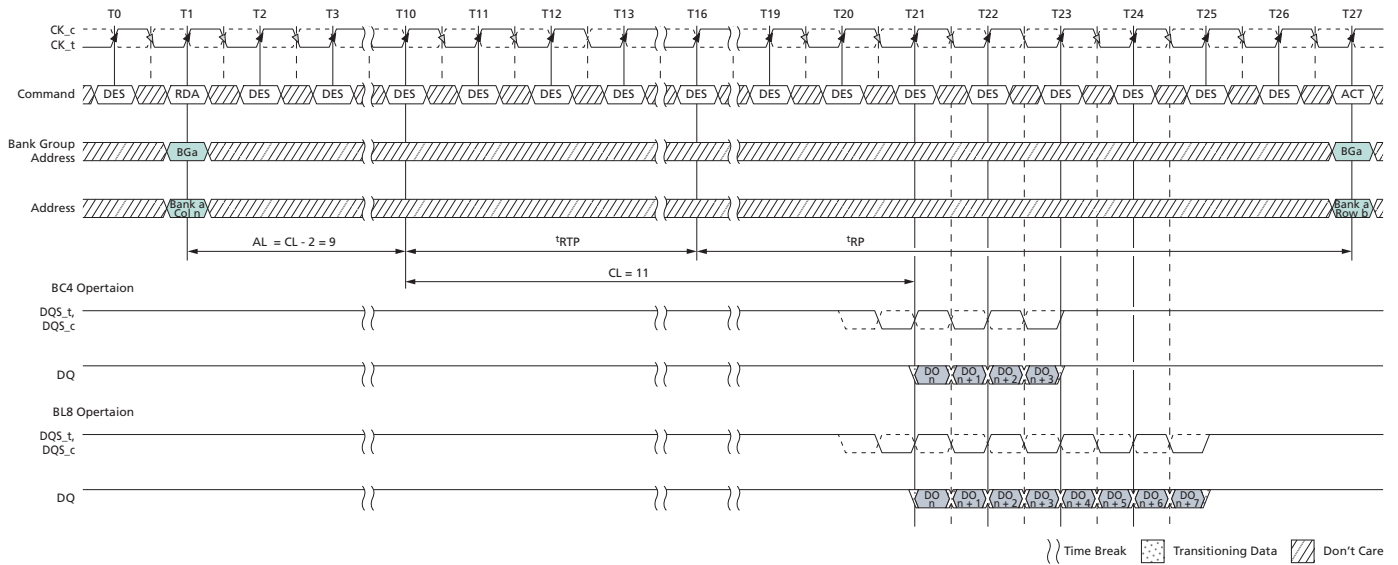 T0 T1 T2 T3 T10 T11 T12 T13 T16 T19 T20 T21 T22 T23 T24 T25 T26 T27
CK_c
CK_t
Command DES RDA DES DES DES DES DES DES DES DES DES DES DES DES DES DES DES ACT
Bank Group
Address BGa BGa
Address Bank a
Col n Bank a
Row b
AL = CL - 2 = 9 tRTP tRP
CL = 11
BC4 Opertaion
DQS_t,
DQS_c
DQ DO
n DO
n + 1 DO
n + 2 DO
n + 3
BL8 Opertaion
DQS_t,
DQS_c
DQ DO
n DO
n + 1 DO
n + 2 DO
n + 3 DO
n + 4 DO
n + 5 DO
n + 6 DO
n + 7
Time Break Transitioning Data Don't Care